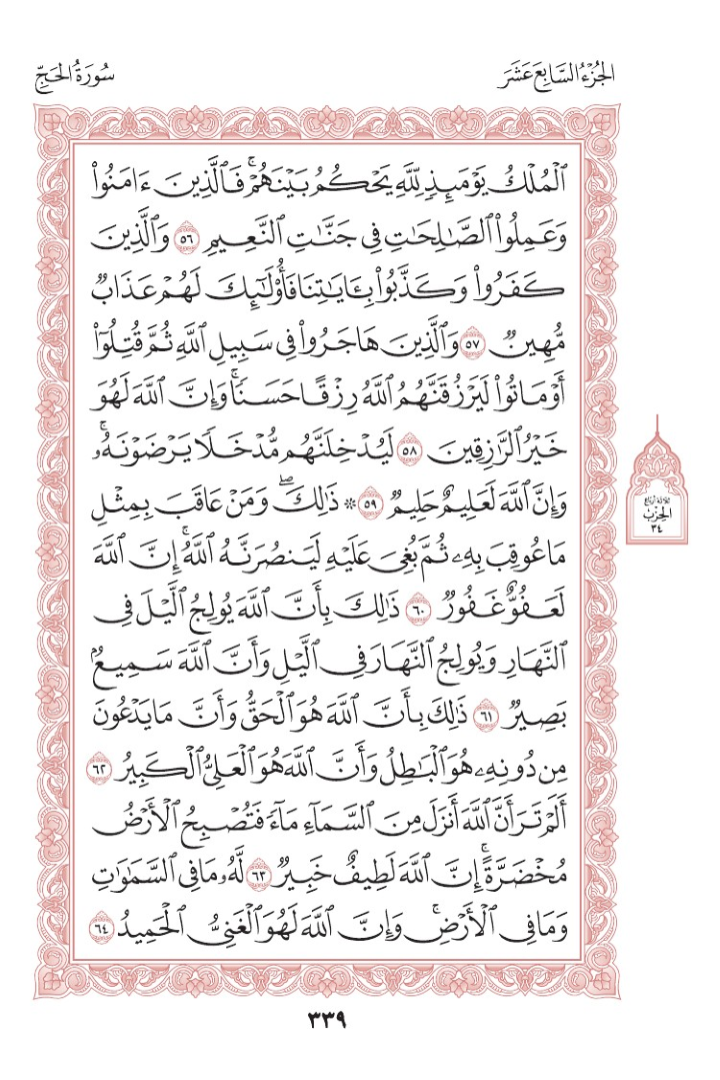 الجُزْءُ السَّابِعَ عَشَرَ
سُورَةُ الحَجِّ
ٱلْمُلْكُ يَوْمَئِذٖ لِّلَّهِ يَحْكُمُ بَيْنَهُمْۚ فَٱلَّذِينَ ءَامَنُواْ
وَعَمِلُواْ ٱلصَّٰلِحَٰتِ فِى جَنَّٰتِ ٱلنَّعِيمِ ٥٦ وَٱلَّذِينَ
كَفَرُواْ وَكَذَّبُواْ بِـَٔايَٰتِنَا فَأُوْلَٰٓئِكَ لَهُمْ عَذَابٞ
مُّهِينٞ ٥٧ وَٱلَّذِينَ هَاجَرُواْ فِى سَبِيلِ ٱللَّهِ ثُمَّ قُتِلُوٓاْ
أَوْ مَاتُواْ لَيَرْزُقَنَّهُمُ ٱللَّهُ رِزْقًا حَسَنٗاۚ وَإِنَّ ٱللَّهَ لَهُوَ
خَيْرُ ٱلرَّٰزِقِينَ ٥٨ لَيُدْخِلَنَّهُم مُّدْخَلٗا يَرْضَوْنَهُۥۚ
وَإِنَّ ٱللَّهَ لَعَلِيمٌ حَلِيمٞ ٥٩ ۞ ذَٰلِكَۖ وَمَنْ عَاقَبَ بِمِثْلِ
مَا عُوقِبَ بِهِۦ ثُمَّ بُغِىَ عَلَيْهِ لَيَنصُرَنَّهُ ٱللَّهُۚ إِنَّ ٱللَّهَ
لَعَفُوٌّ غَفُورٞ ٦٠ ذَٰلِكَ بِأَنَّ ٱللَّهَ يُولِجُ ٱلَّيْلَ فِى
ٱلنَّهَارِ وَيُولِجُ ٱلنَّهَارَ فِى ٱلَّيْلِ وَأَنَّ ٱللَّهَ سَمِيعُۢ
بَصِيرٞ ٦١ ذَٰلِكَ بِأَنَّ ٱللَّهَ هُوَ ٱلْحَقُّ وَأَنَّ مَا يَدْعُونَ
مِن دُونِهِۦ هُوَ ٱلْبَٰطِلُ وَأَنَّ ٱللَّهَ هُوَ ٱلْعَلِىُّ ٱلْكَبِيرُ ٦٢
أَلَمْ تَرَ أَنَّ ٱللَّهَ أَنزَلَ مِنَ ٱلسَّمَآءِ مَآءٗ فَتُصْبِحُ ٱلْأَرْضُ
مُخْضَرَّةًۚ إِنَّ ٱللَّهَ لَطِيفٌ خَبِيرٞ ٦٣ لَّهُۥ مَا فِى ٱلسَّمَٰوَٰتِ
وَمَا فِى ٱلْأَرْضِۚ وَإِنَّ ٱللَّهَ لَهُوَ ٱلْغَنِىُّ ٱلْحَمِيدُ ٦٤
ثلاثة أرباع
الحِزْب
٣٤
٣٣٩